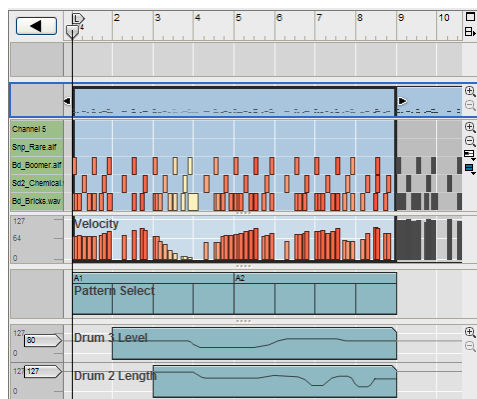 L 2 3 4 5 6 7 8 9 10
4
Channel 5
Snp_Rare.aif
Bd_Boomer.aif
Sd2_Chemical.
Bd_Bricks.wav
127 Velocity
64
0
A1 A2
Pattern Select
127
80 Drum 3 Level
0
127
127 Drum 2 Length
0